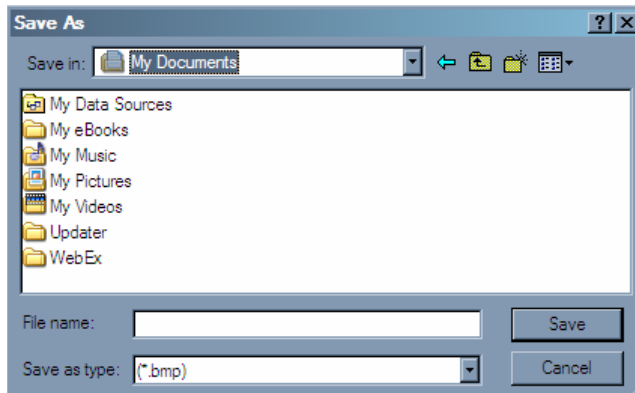 Save As
Save in: My Documents
My Data Sources
My eBooks
My Music
My Pictures
My Videos
Updater
WebEx
File name: Save
Save as type: (*.bmp) Cancel